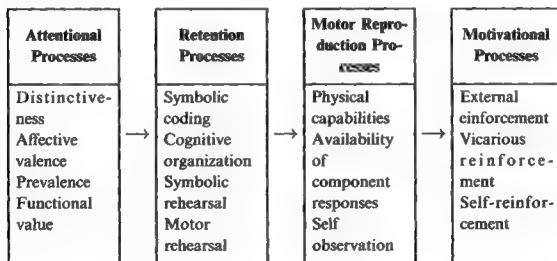 Attentional
Processes
Distinctive-
ness
Affective
valence
Prevalence
Functional
value
→
Retention
Processes
Symbolic
coding
Cognitive
organization
Symbolic
rehearsal
Motor
rehearsal
→
Motor Repro-
duction Pro-
cesses
Physical
capabilities
Availability
of
component
responses
Self
observation
→
Motivational
Processes
External
einforcement
Vicarious
reinforce-
ment
Self-reinfor-
cement